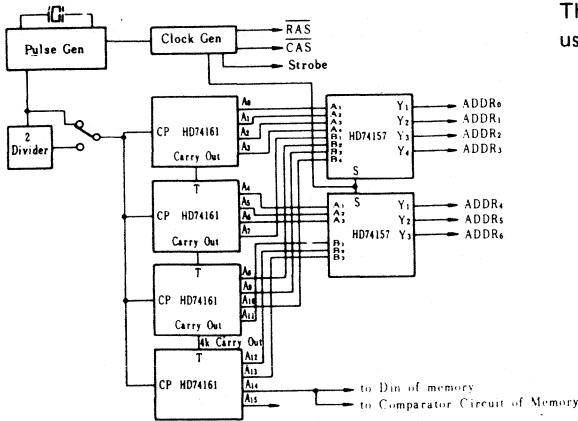 Th
us
Pulse Gen
Clock Gen
RAS
CAS
Strobe
2
Divider
CP HD74161
Carry Out
A0
A1
A2
A3
T
HD74161
A4
A5
A6
A7
T
CP HD74161
Carry Out
A8
A9
A10
A11
4k Carry Out
T
CP HD74161
A12
A13
A14
A15
A1
A2
A3
A4
B1
B2
B3
B4
HD74157
S
Y1
Y2
Y3
Y4
ADDR0
ADDR1
ADDR2
ADDR3
S
A1
A2
A3
B1
B2
B3
HD74157
Y1
Y2
Y3
ADDR4
ADDR5
ADDR6
to Din of memory
to Comparator Circuit of Memory